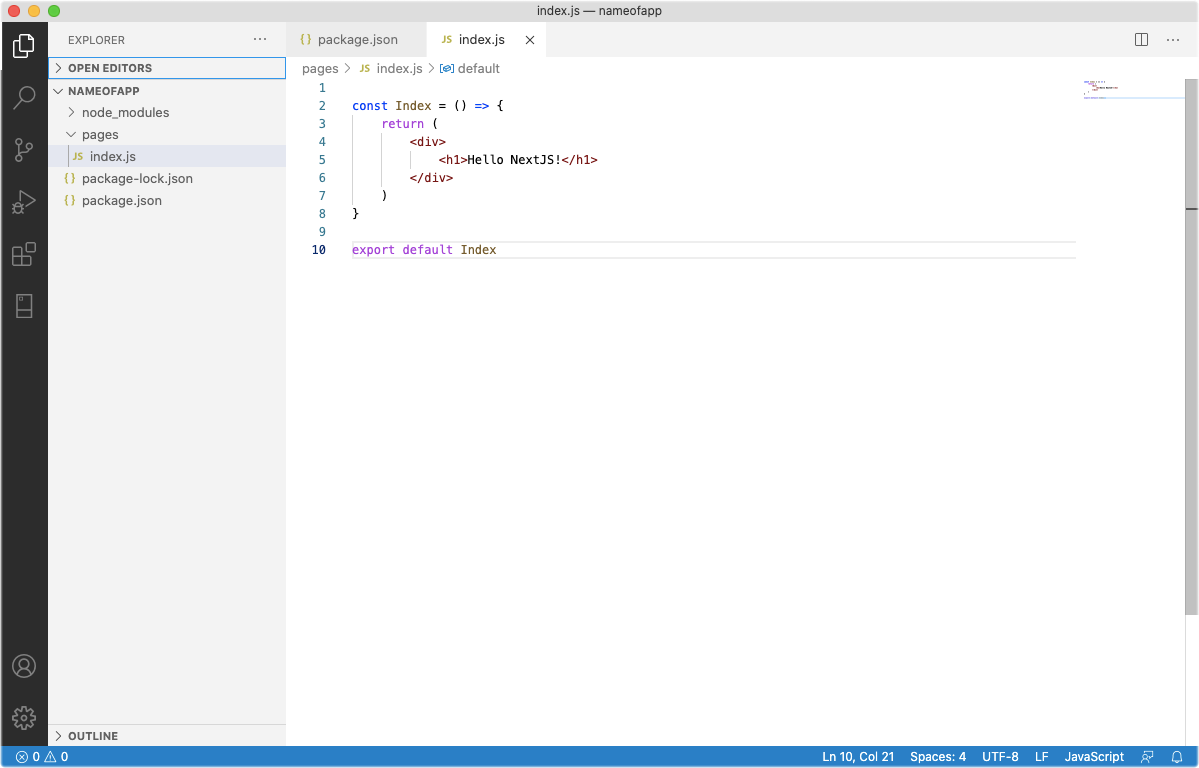 index.js — nameofapp
EXPLORER
OPEN EDITORS
NAMEOFAPP
node_modules
pages
JS index.js
{} package-lock.json
{} package.json
OUTLINE
{} package.json
JS index.js
pages > JS index.js > default
1
2 const Index = () => {
3 return (
4 <div>
5 <h1>Hello NextJS!</h1>
6 </div>
7 )
8 }
9
10 export default Index
0 0
Ln 10, Col 21 Spaces: 4 UTF-8 LF JavaScript